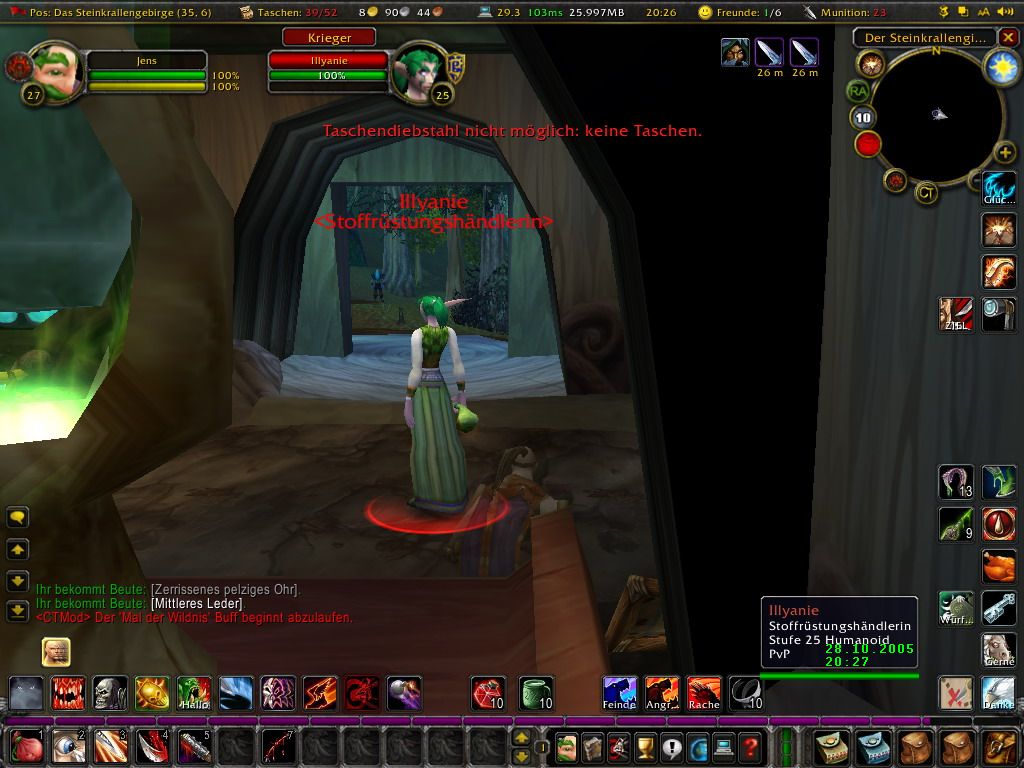 Pos: Das Steinkrallengebirge (35, 6) Taschen: 39/52 8 90 44 29.3 103ms 25.997MB 20:26 Freunde: 1/6 Munition: 23
Krieger
Der Steinkrallengi...
Jens
Illyanie
100%
100%
100%
27
25
26 m 26 m
N
RA
10
CT
Taschendiebstahl nicht möglich: keine Taschen.
Illyanie
<Stoffrüstungshändlerin>
ZISL
13
9
Würf...
Gerne
Ihr bekommt Beute: [Zerrissenes pelziges Ohr].
Ihr bekommt Beute: [Mittleres Leder].
<CTMod> Der 'Mal der Wildnis' Buff beginnt abzulaufen.
Illyanie
Stoffrüstungshändlerin
Stufe 25 Humanoid
PvP
28.10.2005
20:27
Hallo
10
10
Feinde
Angr...
Rache
10
Danke
2
3
4
5
7
1